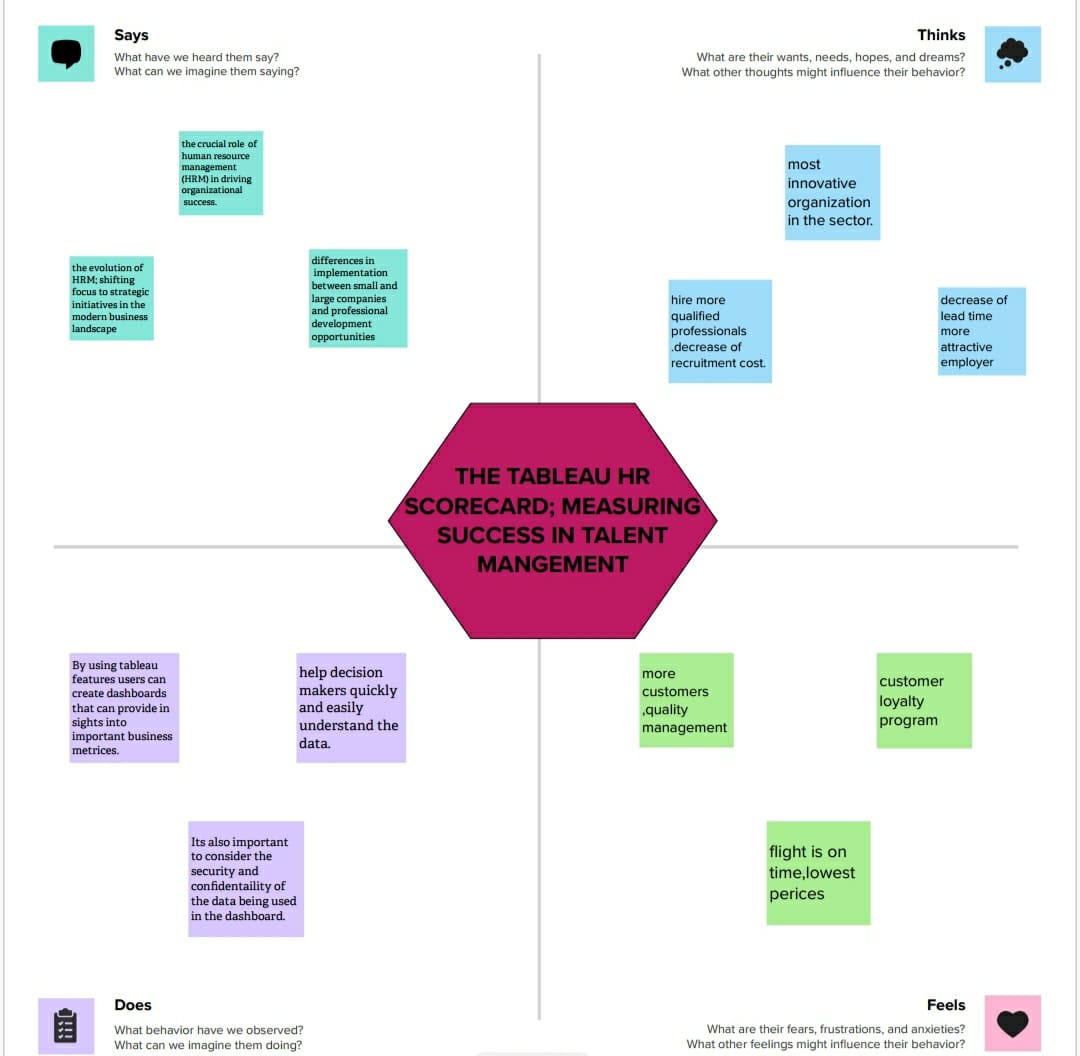 Says
What have we heard them say?
What can we imagine them saying?
Thinks
What are their wants, needs, hopes, and dreams?
What other thoughts might influence their behavior?
the crucial role of
human resource
management
(HRM) in driving
organizational
success.
the evolution of
HRM; shifting
focus to strategic
initiatives in the
modern business
landscape
differences in
implementation
between small and
large companies
and professional
development
opportunities
most
innovative
organization
in the sector.
hire more
qualified
professionals
.decrease of
recruitment cost.
decrease of
lead time
more
attractive
employer
THE TABLEAU HR
SCORECARD; MEASURING
SUCCESS IN TALENT
MANGEMENT
By using tableau
features users can
create dashboards
that can provide in
sights into
important business
metrices.
help decision
makers quickly
and easily
understand the
data.
Its also important
to consider the
security and
confidentaility of
the data being used
in the dashboard.
more
customers
,quality
management
customer
loyalty
program
flight is on
time,lowest
perices
Does
What behavior have we observed?
What can we imagine them doing?
Feels
What are their fears, frustrations, and anxieties?
What other feelings might influence their behavior?